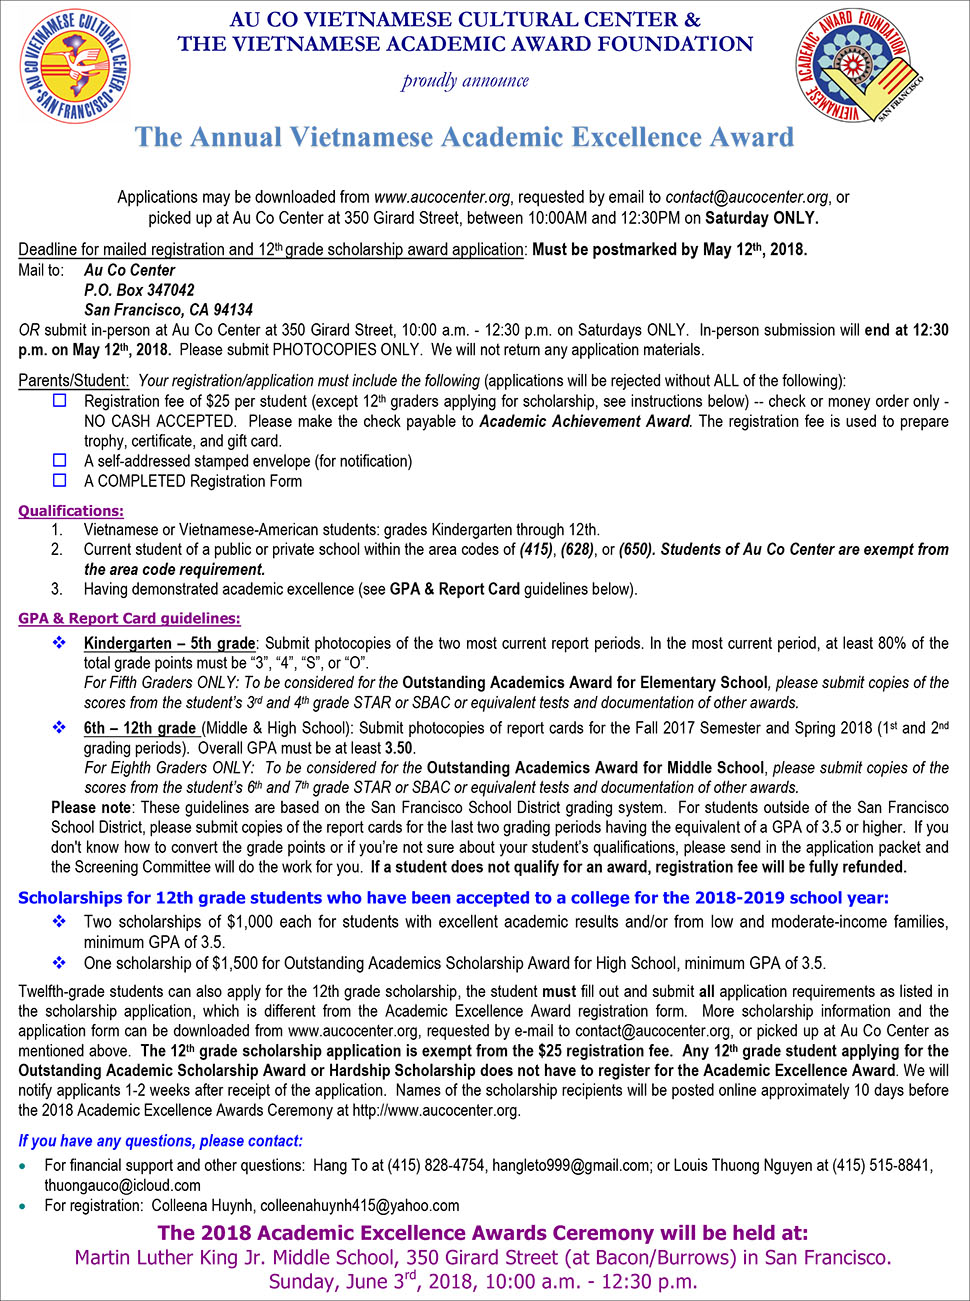 AU CO VIETNAMESE CULTURAL CENTER &
THE VIETNAMESE ACADEMIC AWARD FOUNDATION
proudly announce
AU CO VIETNAMESE CULTURAL CENTER
SAN FRANCISCO
VIETNAMESE ACADEMIC AWARD FOUNDATION
SAN FRANCISCO
The Annual Vietnamese Academic Excellence Award
Applications may be downloaded from www.aucocenter.org, requested by email to contact@aucocenter.org, or
picked up at Au Co Center at 350 Girard Street, between 10:00AM and 12:30PM on Saturday ONLY.
Deadline for mailed registration and 12th grade scholarship award application: Must be postmarked by May 12th, 2018.
Mail to: Au Co Center
P.O. Box 347042
San Francisco, CA 94134
OR submit in-person at Au Co Center at 350 Girard Street, 10:00 a.m. - 12:30 p.m. on Saturdays ONLY. In-person submission will end at 12:30
p.m. on May 12th, 2018. Please submit PHOTOCOPIES ONLY. We will not return any application materials.
Parents/Student: Your registration/application must include the following (applications will be rejected without ALL of the following):
Registration fee of $25 per student (except 12th graders applying for scholarship, see instructions below) -- check or money order only -
NO CASH ACCEPTED. Please make the check payable to Academic Achievement Award. The registration fee is used to prepare
trophy, certificate, and gift card.
A self-addressed stamped envelope (for notification)
A COMPLETED Registration Form
Qualifications:
1. Vietnamese or Vietnamese-American students: grades Kindergarten through 12th.
2. Current student of a public or private school within the area codes of (415), (628), or (650). Students of Au Co Center are exempt from
the area code requirement.
3. Having demonstrated academic excellence (see GPA & Report Card guidelines below).
GPA & Report Card guidelines:
❖ Kindergarten – 5th grade: Submit photocopies of the two most current report periods. In the most current period, at least 80% of the
total grade points must be “3”, “4”, “S”, or “O”.
For Fifth Graders ONLY: To be considered for the Outstanding Academics Award for Elementary School, please submit copies of the
scores from the student’s 3rd and 4th grade STAR or SBAC or equivalent tests and documentation of other awards.
❖ 6th – 12th grade (Middle & High School): Submit photocopies of report cards for the Fall 2017 Semester and Spring 2018 (1st and 2nd
grading periods). Overall GPA must be at least 3.50.
For Eighth Graders ONLY: To be considered for the Outstanding Academics Award for Middle School, please submit copies of the
scores from the student’s 6th and 7th grade STAR or SBAC or equivalent tests and documentation of other awards.
Please note: These guidelines are based on the San Francisco School District grading system. For students outside of the San Francisco
School District, please submit copies of the report cards for the last two grading periods having the equivalent of a GPA of 3.5 or higher. If you
don't know how to convert the grade points or if you’re not sure about your student’s qualifications, please send in the application packet and
the Screening Committee will do the work for you. If a student does not qualify for an award, registration fee will be fully refunded.
Scholarships for 12th grade students who have been accepted to a college for the 2018-2019 school year:
❖ Two scholarships of $1,000 each for students with excellent academic results and/or from low and moderate-income families,
minimum GPA of 3.5.
❖ One scholarship of $1,500 for Outstanding Academics Scholarship Award for High School, minimum GPA of 3.5.
Twelfth-grade students can also apply for the 12th grade scholarship, the student must fill out and submit all application requirements as listed in
the scholarship application, which is different from the Academic Excellence Award registration form. More scholarship information and the
application form can be downloaded from www.aucocenter.org, requested by e-mail to contact@aucocenter.org, or picked up at Au Co Center as
mentioned above. The 12th grade scholarship application is exempt from the $25 registration fee. Any 12th grade student applying for the
Outstanding Academic Scholarship Award or Hardship Scholarship does not have to register for the Academic Excellence Award. We will
notify applicants 1-2 weeks after receipt of the application. Names of the scholarship recipients will be posted online approximately 10 days before
the 2018 Academic Excellence Awards Ceremony at http://www.aucocenter.org.
If you have any questions, please contact:
• For financial support and other questions: Hang To at (415) 828-4754, hangleto999@gmail.com; or Louis Thuong Nguyen at (415) 515-8841,
thuongauco@icloud.com
• For registration: Colleena Huynh, colleenahuynh415@yahoo.com
The 2018 Academic Excellence Awards Ceremony will be held at:
Martin Luther King Jr. Middle School, 350 Girard Street (at Bacon/Burrows) in San Francisco.
Sunday, June 3rd, 2018, 10:00 a.m. - 12:30 p.m.